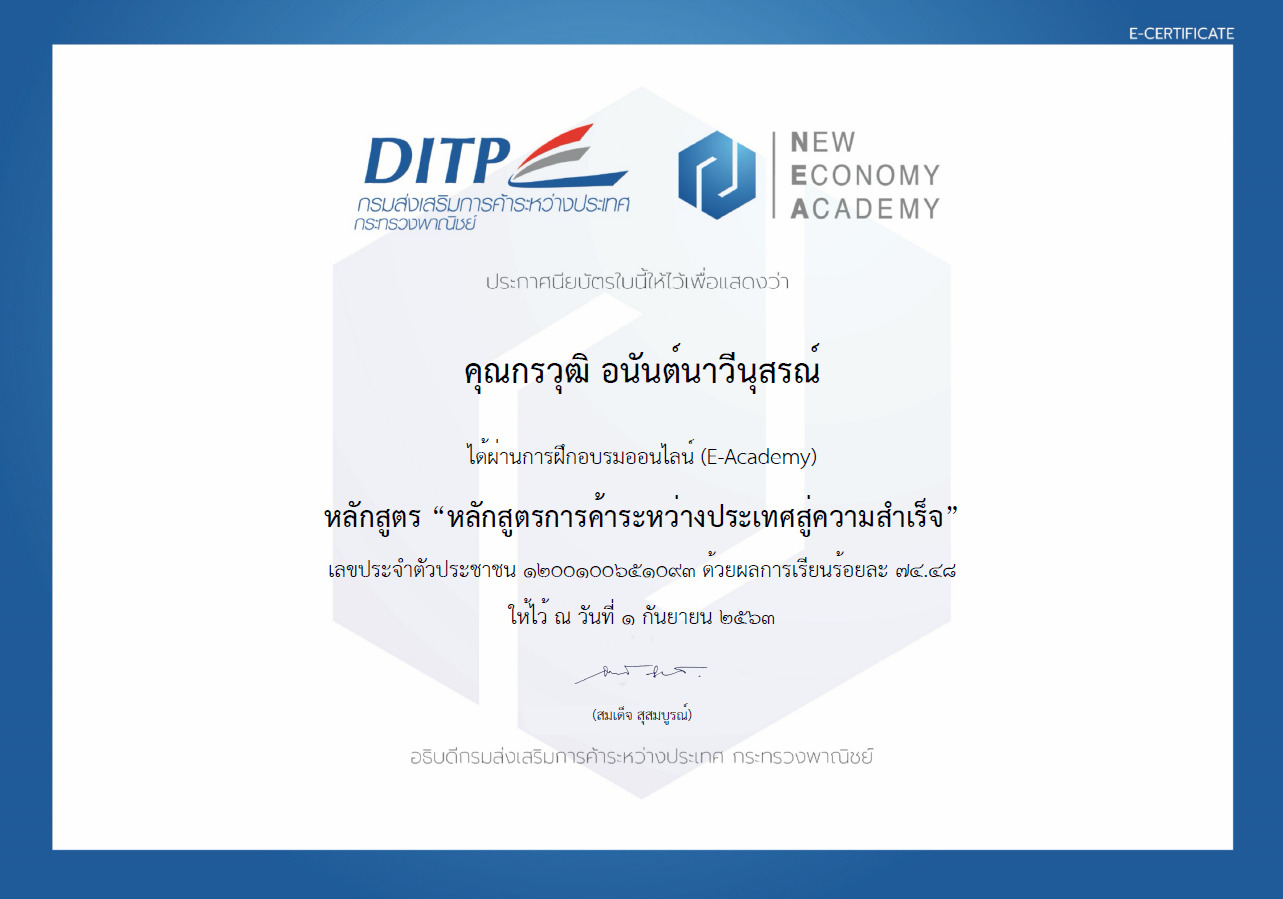 E-CERTIFICATE
DITP
กรมส่งเสริมการค้าระหว่างประเทศ
กระทรวงพาณิชย์
NEW
ECONOMY
ACADEMY
ประกาศนียบัตรใบนี้ให้ไว้เพื่อแสดงว่า
คุณกรวุฒิ อนันต์นาวีนุสรณ์
ได้ผ่านการฝึกอบรมออนไลน์ (E-Academy)
หลักสูตร “หลักสูตรการค้าระหว่างประเทศสู่ความสำเร็จ”
เลขประจำตัวประชาชน ๑๒๐๐๑๐๐๖๕๑๐๙๓ ด้วยผลการเรียนร้อยละ ๗๔.๔๘
ให้ไว้ ณ วันที่ ๑ กันยายน ๒๕๖๓
(สมเด็จ สุสมบูรณ์)
อธิบดีกรมส่งเสริมการค้าระหว่างประเทศ กระทรวงพาณิชย์